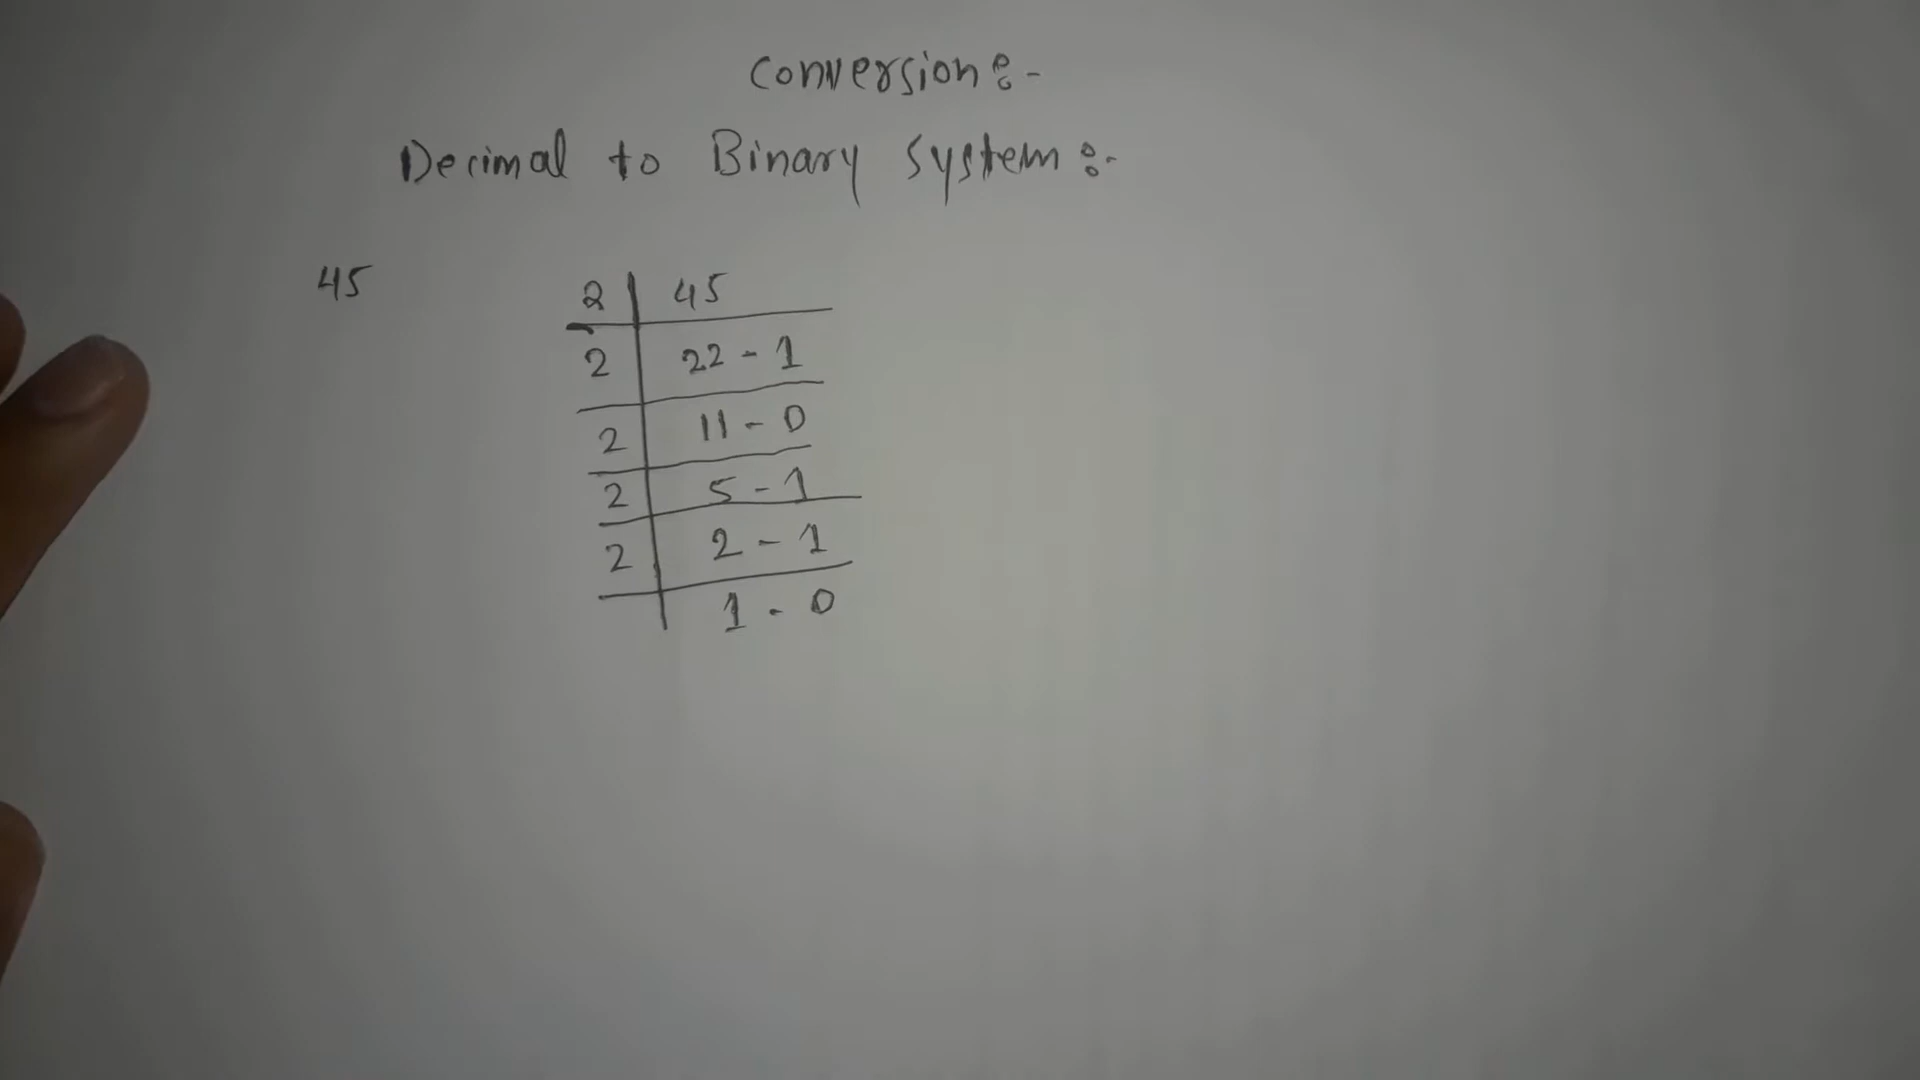 Conversion:-
Decimal to Binary System:-
45
2 | 45
2 | 22 - 1
2 | 11 - 0
2 | 5 - 1
2 | 2 - 1
| 1 - 0